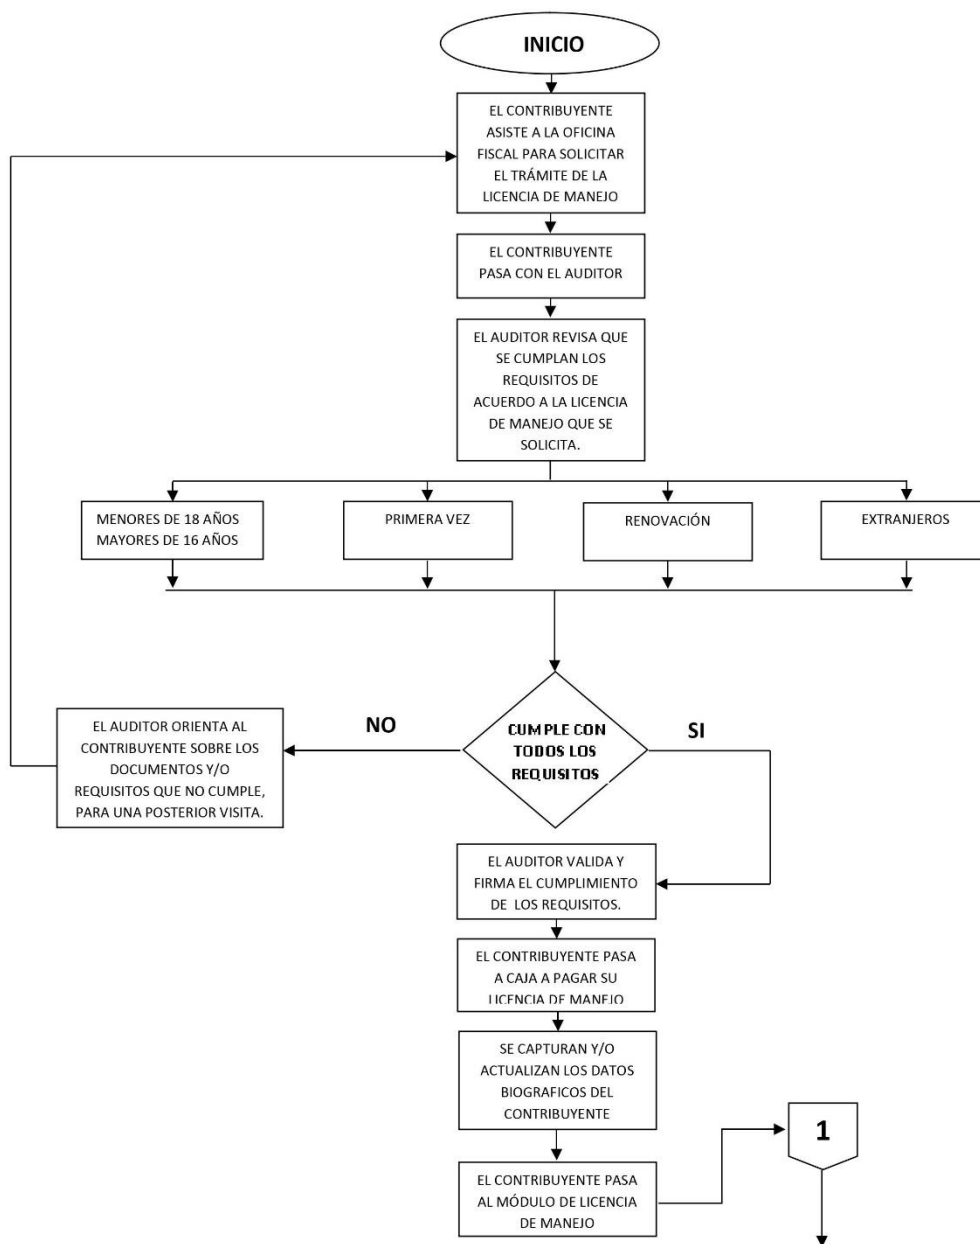 INICIO
EL CONTRIBUYENTE
ASISTE A LA OFICINA
FISCAL PARA SOLICITAR
EL TRÁMITE DE LA
LICENCIA DE MANEJO
EL CONTRIBUYENTE
PASA CON EL AUDITOR
EL AUDITOR REVISA QUE
SE CUMPLAN LOS
REQUISITOS DE
ACUERDO A LA LICENCIA
DE MANEJO QUE SE
SOLICITA.
MENORES DE 18 AÑOS
MAYORES DE 16 AÑOS
PRIMERA VEZ
RENOVACIÓN
EXTRANJEROS
CUMPLE CON
TODOS LOS
REQUISITOS
NO
SI
EL AUDITOR ORIENTA AL
CONTRIBUYENTE SOBRE LOS
DOCUMENTOS Y/O
REQUISITOS QUE NO CUMPLE,
PARA UNA POSTERIOR VISITA.
EL AUDITOR VALIDA Y
FIRMA EL CUMPLIMIENTO
DE LOS REQUISITOS.
EL CONTRIBUYENTE PASA
A CAJA A PAGAR SU
LICENCIA DE MANEJO
SE CAPTURAN Y/O
ACTUALIZAN LOS DATOS
BIOGRAFICOS DEL
CONTRIBUYENTE
EL CONTRIBUYENTE PASA
AL MÓDULO DE LICENCIA
DE MANEJO
1